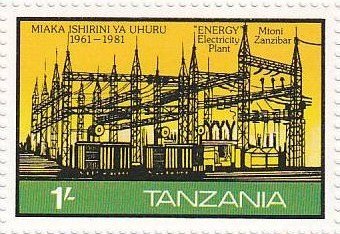 MIAKA ISHIRINI YA UHURU
1961–1981
"ENERGY"
Electricity
Plant
Mtoni
Zanzibar
1/-
TANZANIA